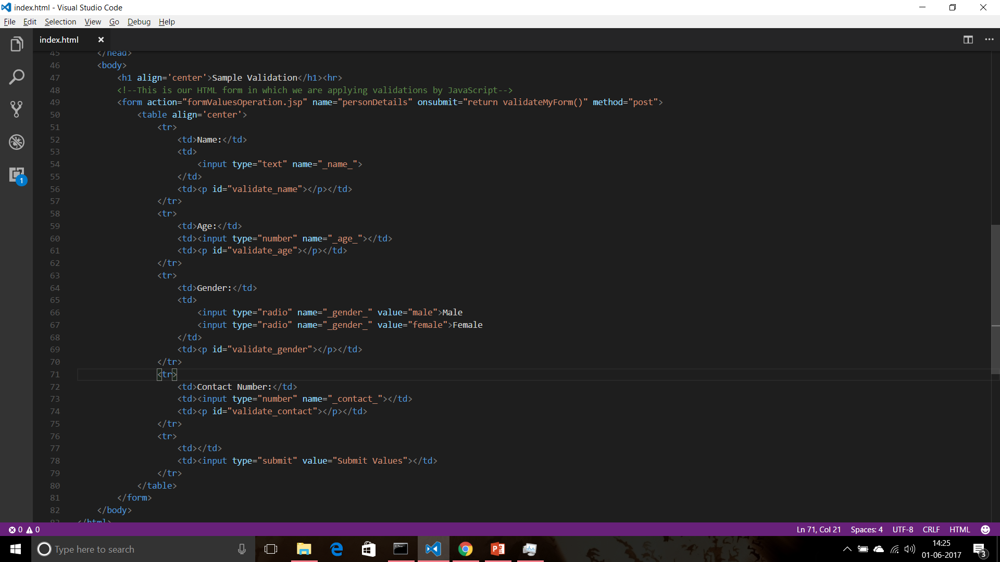 index.html - Visual Studio Code
File Edit Selection View Go Debug Help
index.html
45 </head>
46 <body>
47 <h1 align='center'>Sample Validation</h1><hr>
48 <!--This is our HTML form in which we are applying validations by JavaScript-->
49 <form action="formValuesOperation.jsp" name="personDetails" onsubmit="return validateMyForm()" method="post">
50 <table align='center'>
51 <tr>
52 <td>Name:</td>
53 <td>
54 <input type="text" name="_name_">
55 </td>
56 <td><p id="validate_name"></p></td>
57 </tr>
58 <tr>
59 <td>Age:</td>
60 <td><input type="number" name="_age_"></td>
61 <td><p id="validate_age"></p></td>
62 </tr>
63 <tr>
64 <td>Gender:</td>
65 <td>
66 <input type="radio" name="_gender_" value="male">Male
67 <input type="radio" name="_gender_" value="female">Female
68 </td>
69 <td><p id="validate_gender"></p></td>
70 </tr>
71 <tr>
72 <td>Contact Number:</td>
73 <td><input type="number" name="_contact_"></td>
74 <td><p id="validate_contact"></p></td>
75 </tr>
76 <tr>
77 <td></td>
78 <td><input type="submit" value="Submit Values"></td>
79 </tr>
80 </table>
81 </form>
82 </body>
83 </html>
1
0 0 Ln 71, Col 21 Spaces: 4 UTF-8 CRLF HTML
Type here to search
14:25
01-06-2017
3